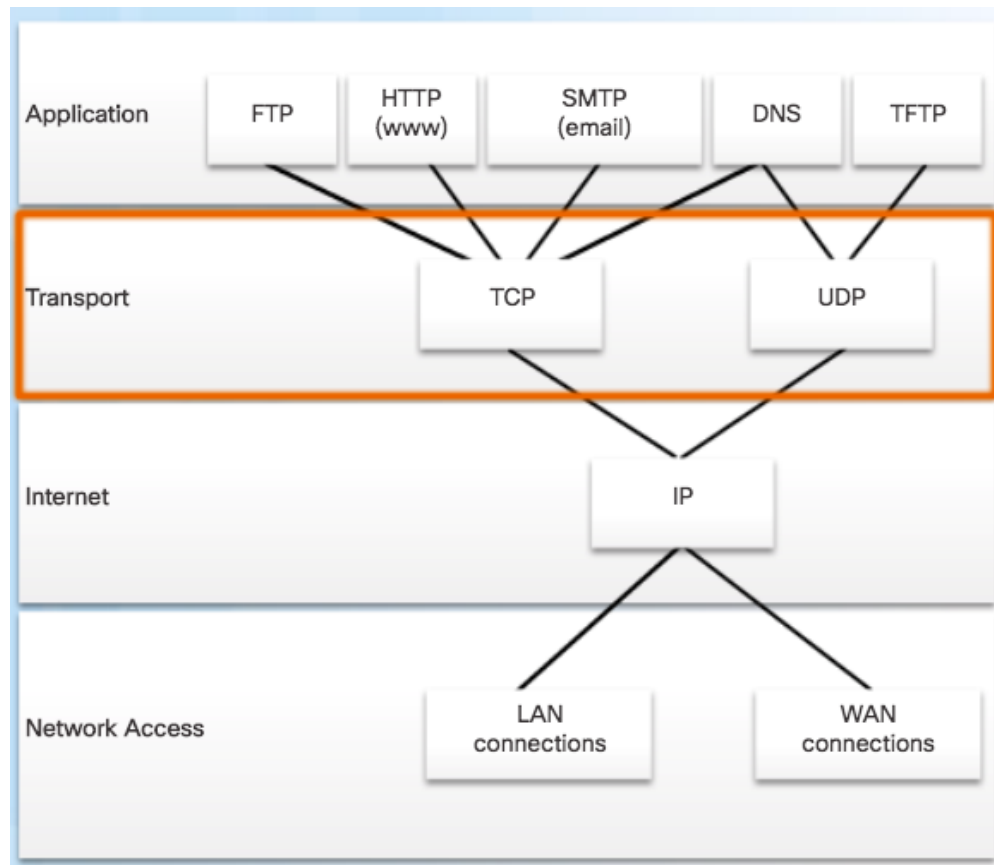 Application
FTP
HTTP
(www)
SMTP
(email)
DNS
TFTP
Transport
TCP
UDP
Internet
IP
Network Access
LAN
connections
WAN
connections